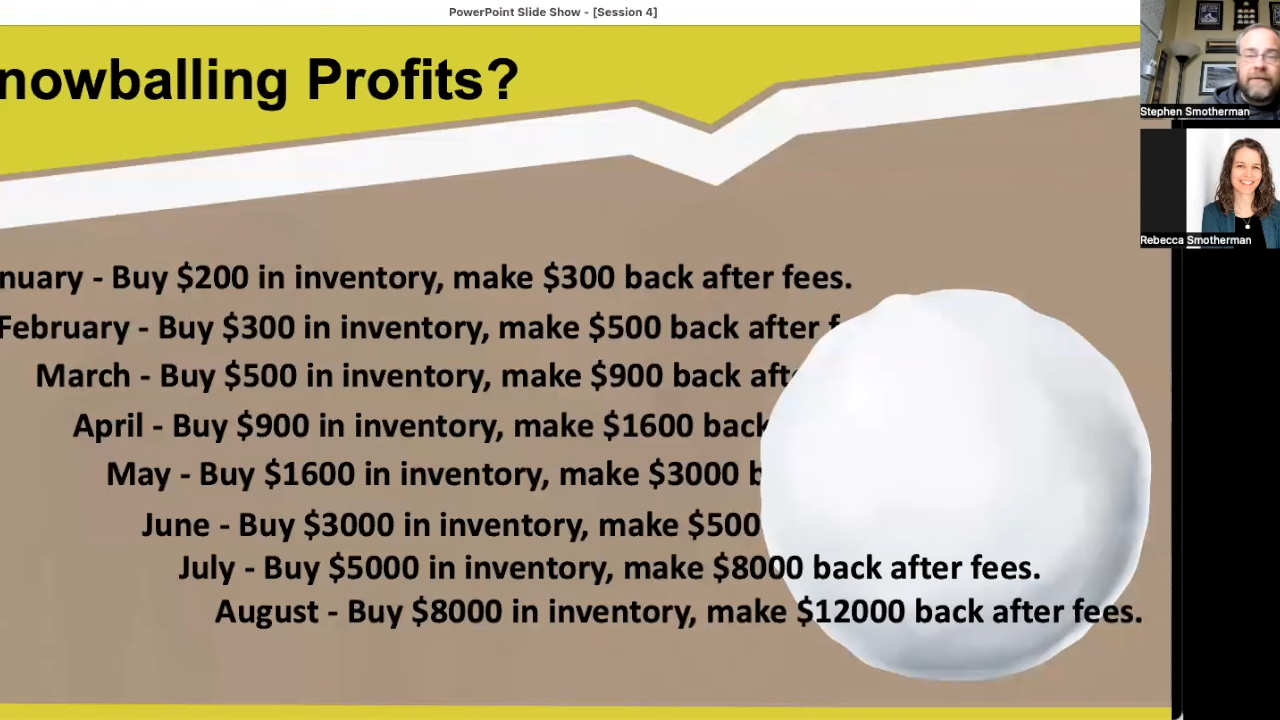 PowerPoint Slide Show - [Session 4]
nowballing Profits?
Stephen Smotherman
Rebecca Smotherman
nuary - Buy $200 in inventory, make $300 back after fees.
February - Buy $300 in inventory, make $500 back after f
March - Buy $500 in inventory, make $900 back aft
April - Buy $900 in inventory, make $1600 back
May - Buy $1600 in inventory, make $3000 b
June - Buy $3000 in inventory, make $500
July - Buy $5000 in inventory, make $8000 back after fees.
August - Buy $8000 in inventory, make $12000 back after fees.